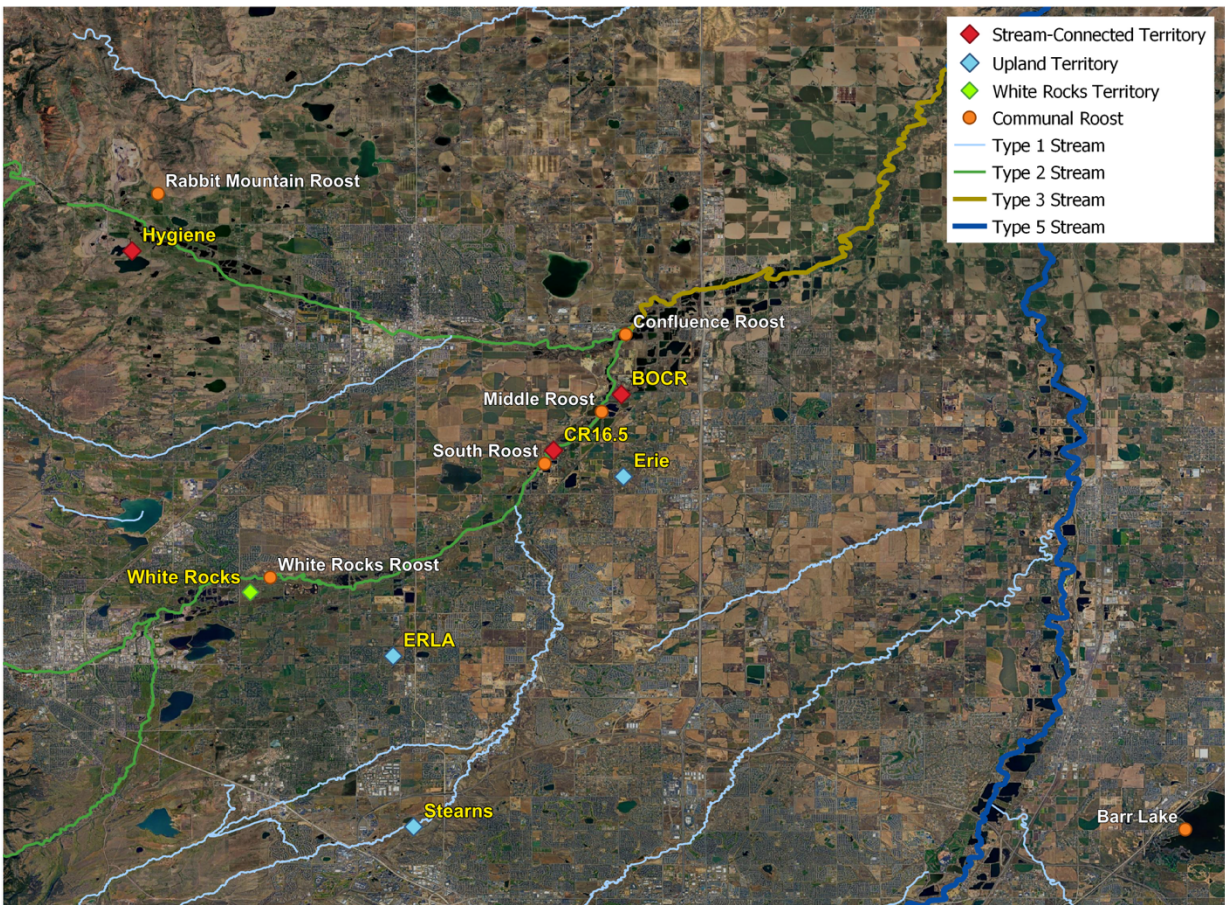 Stream-Connected Territory
Upland Territory
White Rocks Territory
Communal Roost
Type 1 Stream
Type 2 Stream
Type 3 Stream
Type 5 Stream
Rabbit Mountain Roost
Hygiene
Confluence Roost
BOCR
Middle Roost
CR16.5
South Roost
Erie
White Rocks Roost
White Rocks
ERLA
Stearns
Barr Lake